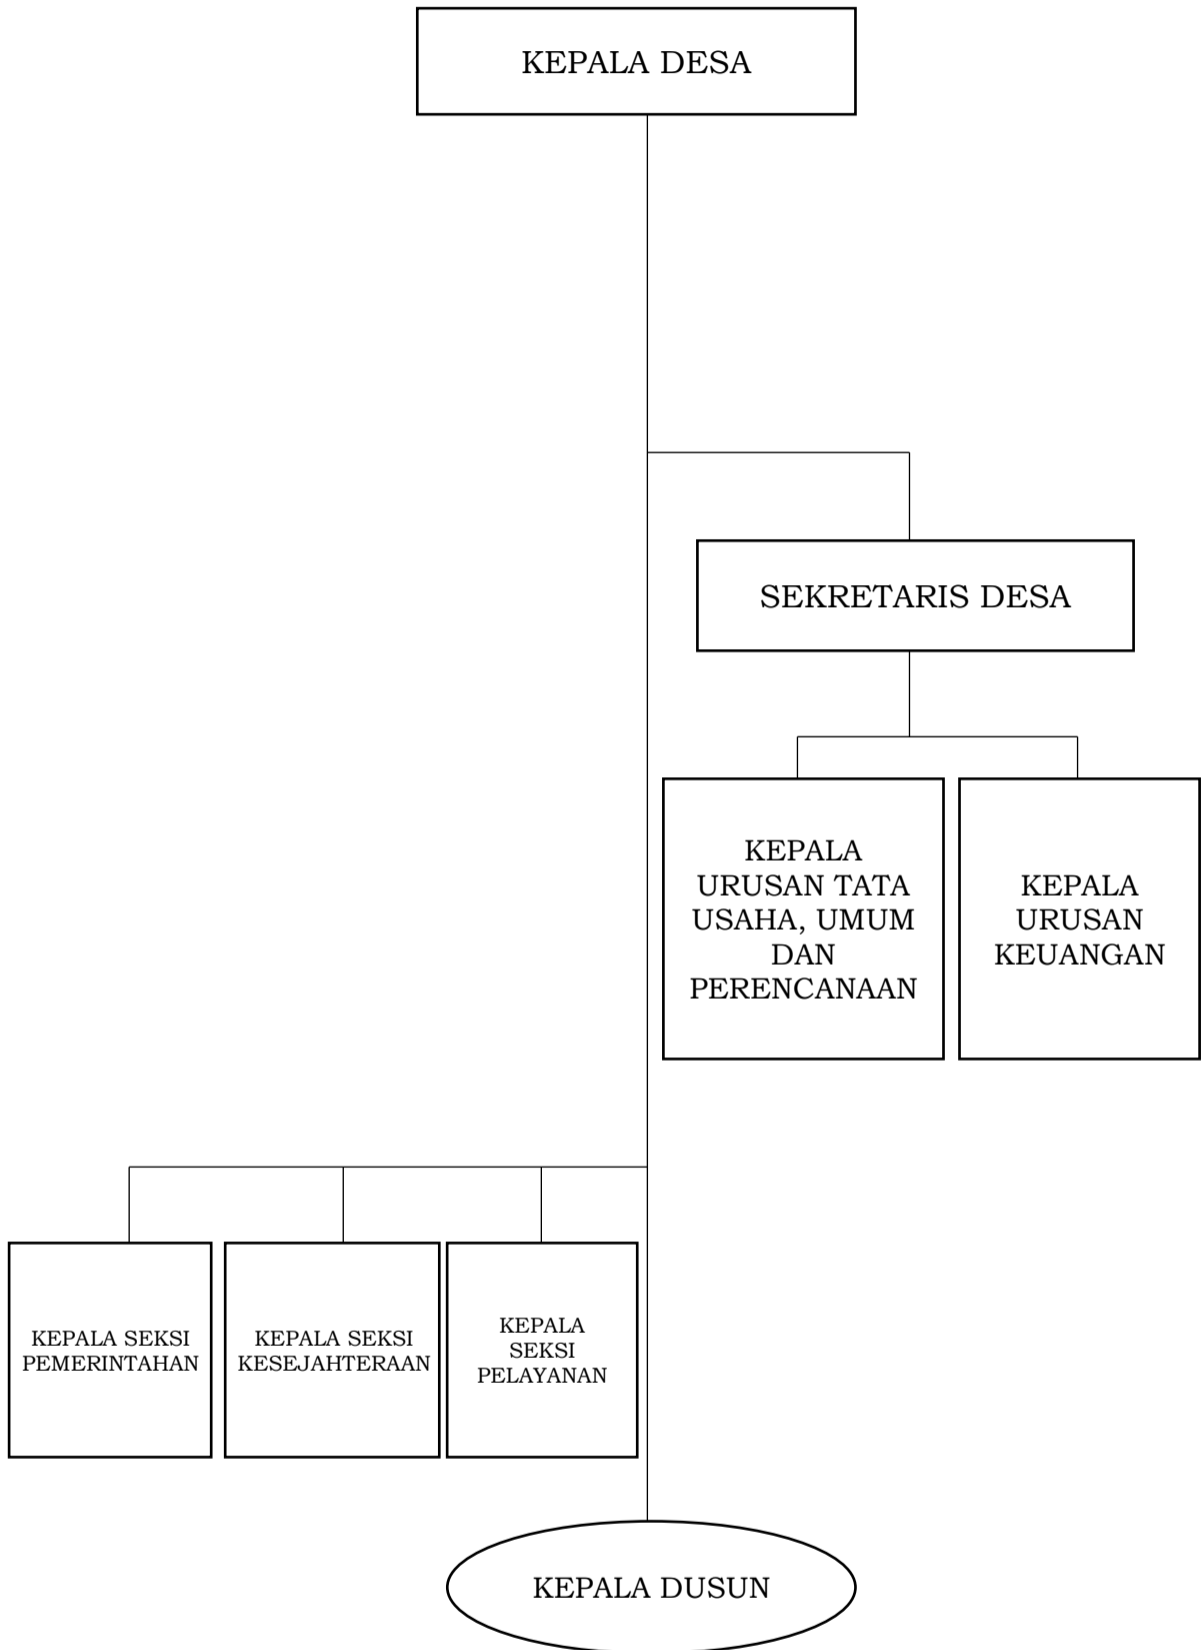 KEPALA DESA
SEKRETARIS DESA
KEPALA
URUSAN TATA
USAHA, UMUM
DAN
PERENCANAAN
KEPALA
URUSAN
KEUANGAN
KEPALA SEKSI
PEMERINTAHAN
KEPALA SEKSI
KESEJAHTERAAN
KEPALA
SEKSI
PELAYANAN
KEPALA DUSUN